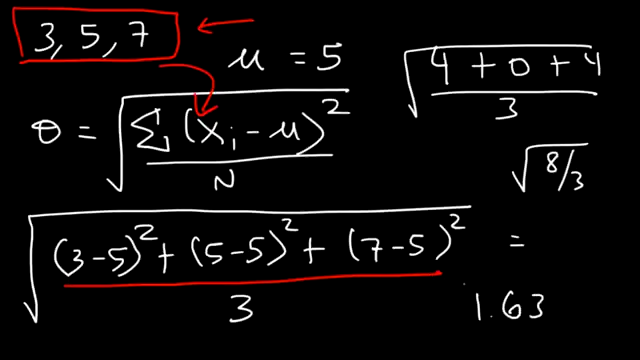 3, 5, 7
μ = 5
σ = √(Σ(xᵢ − μ)² / N)
√((3−5)² + (5−5)² + (7−5)² / 3) =
√(4 + 0 + 4 / 3)
√(8/3)
1.63